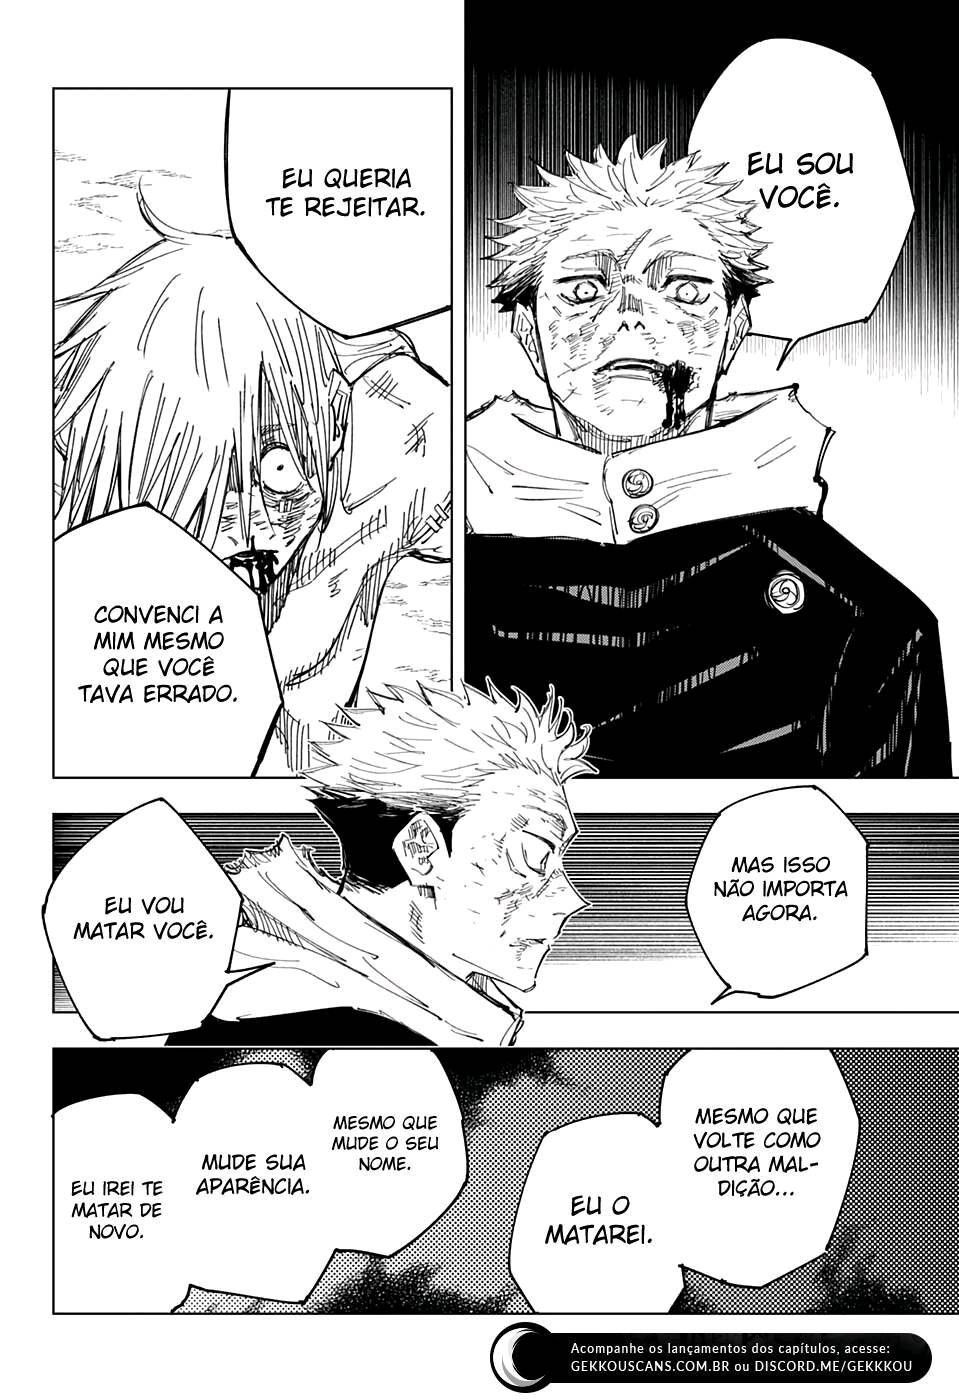 EU SOU
VOCÊ.
EU QUERIA
TE REJEITAR.
CONVENCI A
MIM MESMO
QUE VOCÊ
TAVA ERRADO.
MAS ISSO
NÃO IMPORTA
AGORA.
EU VOU
MATAR VOCÊ.
MESMO QUE
VOLTE COMO
OUTRA MAL-
DIÇÃO...
EU O
MATAREI.
MESMO QUE
MUDE O SEU
NOME.
MUDE SUA
APARÊNCIA.
EU IREI TE
MATAR DE
NOVO.
Acompanhe os lançamentos dos capítulos, acesse:
GEKKOUSCANS.COM.BR ou DISCORD.ME/GEKKKOU